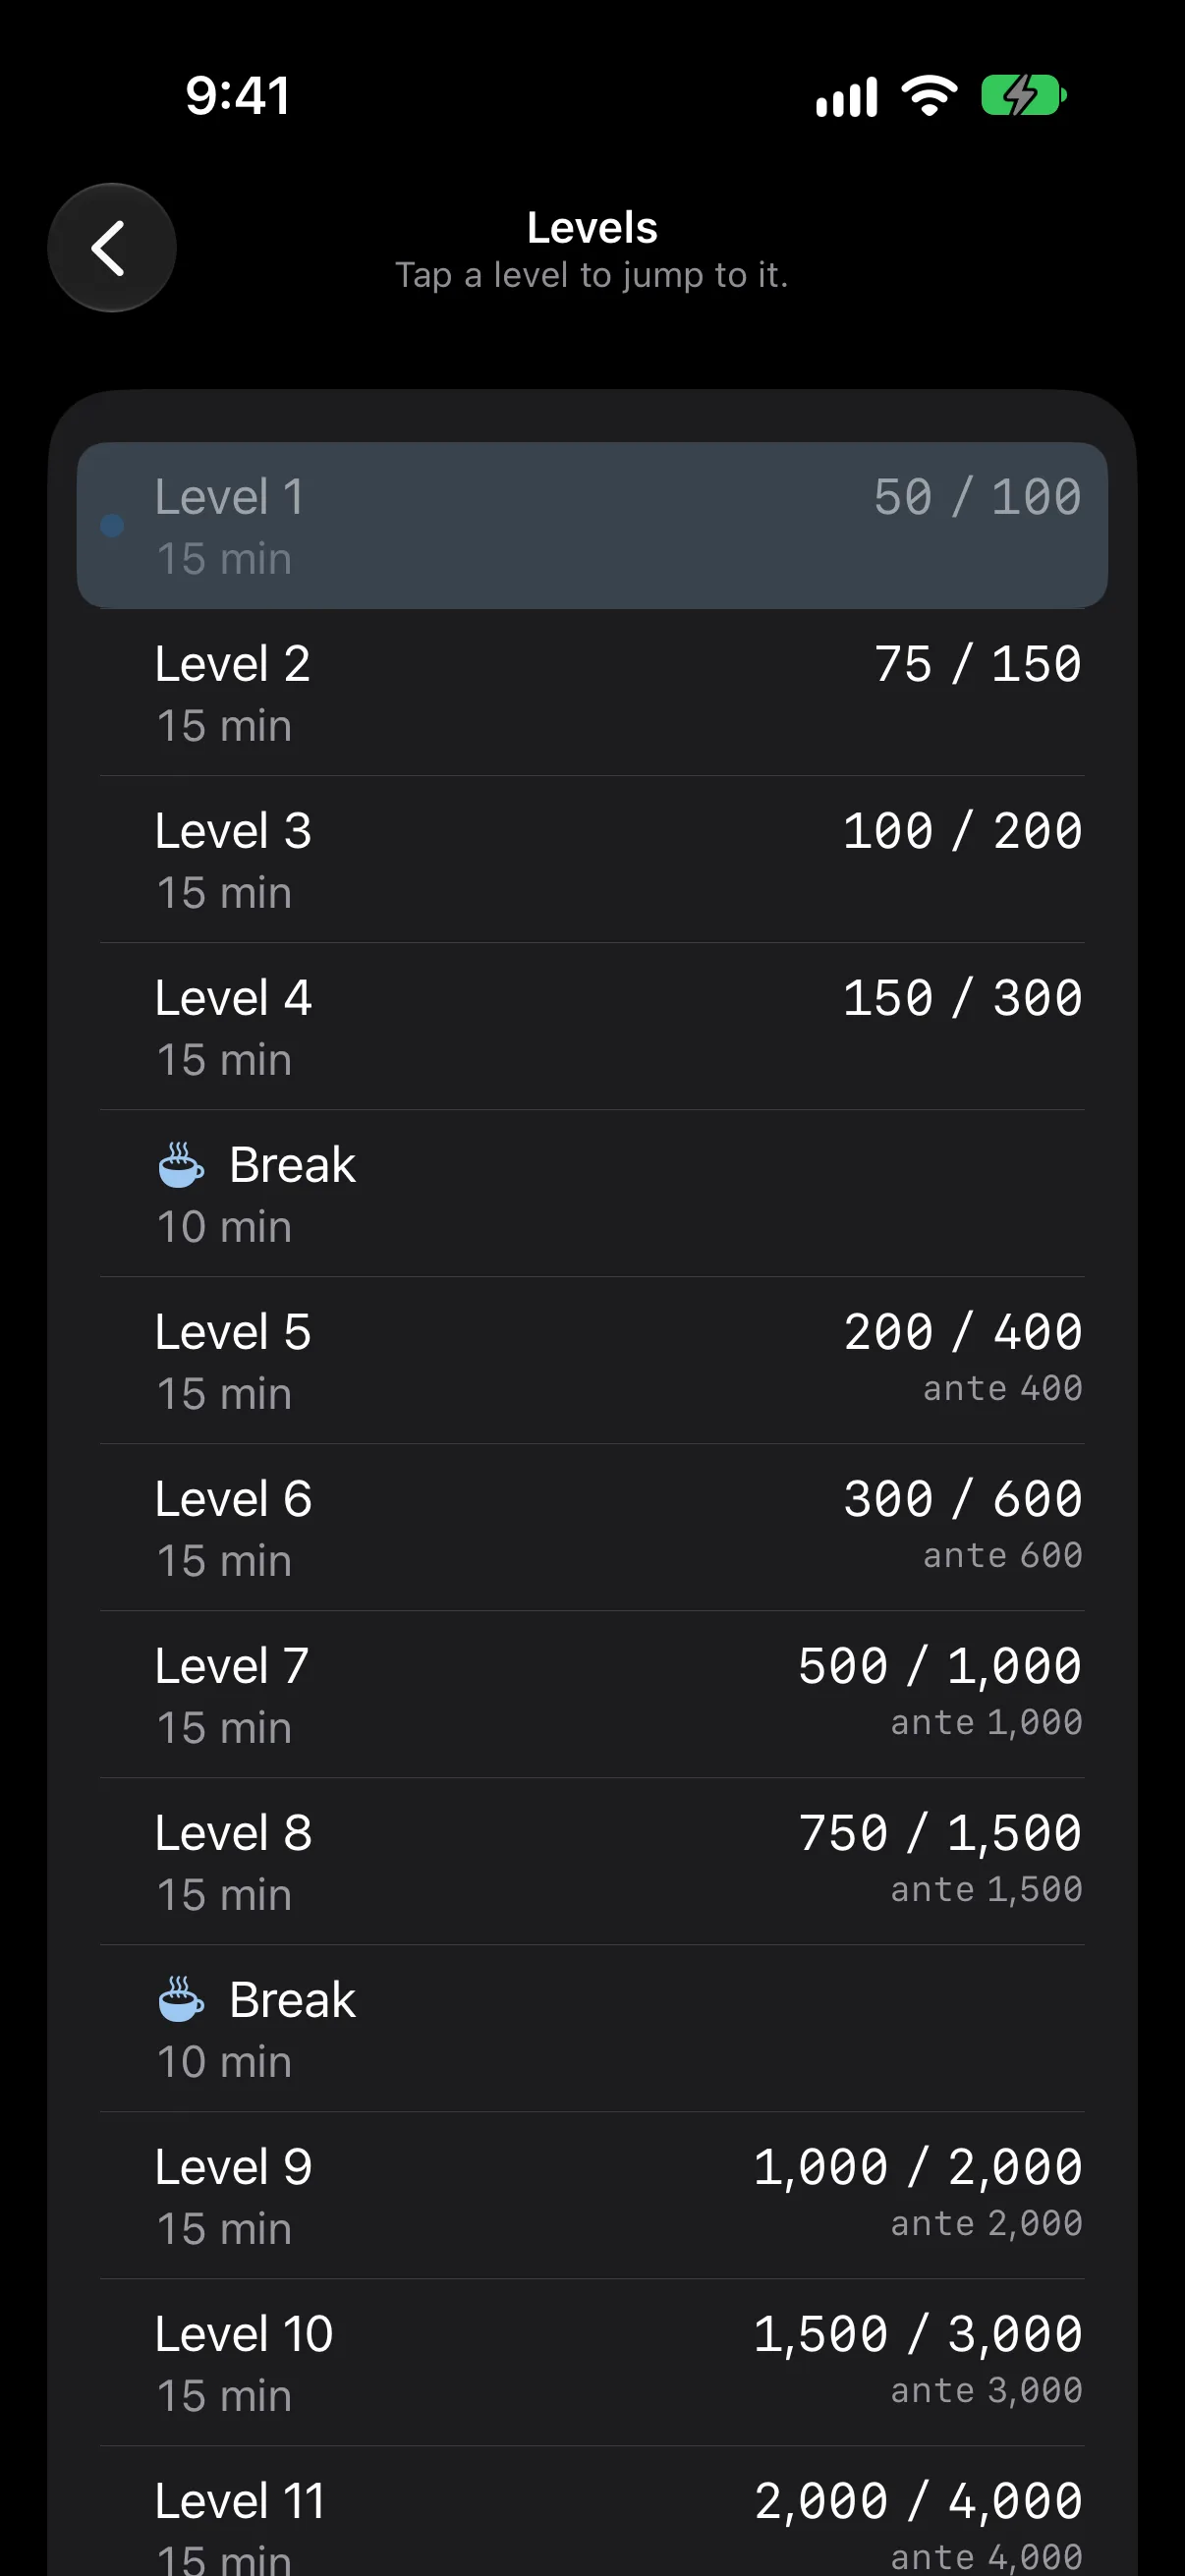 9:41
Levels
Tap a level to jump to it.
Level 1 50 / 100
15 min
Level 2 75 / 150
15 min
Level 3 100 / 200
15 min
Level 4 150 / 300
15 min
Break
10 min
Level 5 200 / 400
15 min ante 400
Level 6 300 / 600
15 min ante 600
Level 7 500 / 1,000
15 min ante 1,000
Level 8 750 / 1,500
15 min ante 1,500
Break
10 min
Level 9 1,000 / 2,000
15 min ante 2,000
Level 10 1,500 / 3,000
15 min ante 3,000
Level 11 2,000 / 4,000
15 min ante 4,000